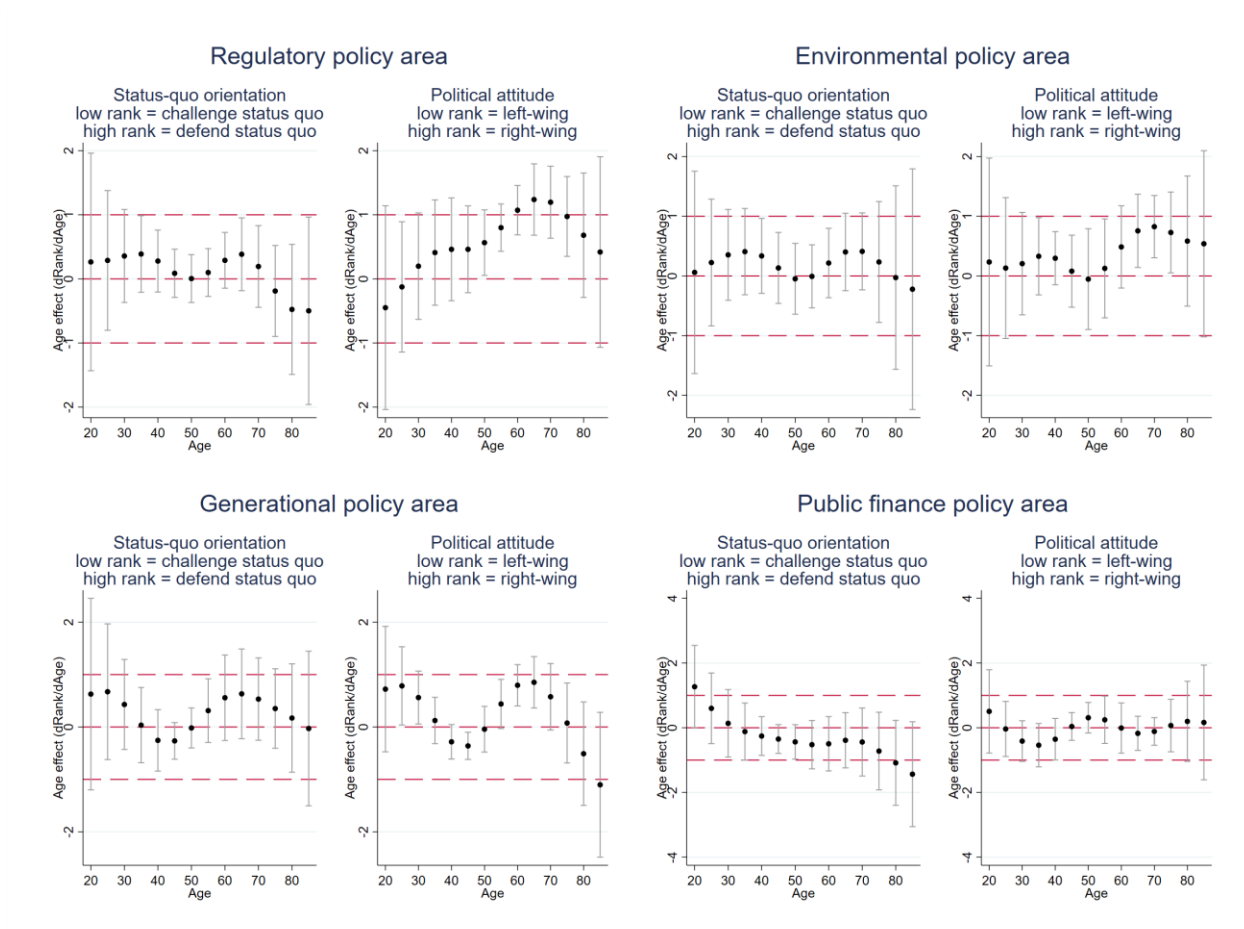 Regulatory policy area
Status-quo orientation
low rank = challenge status quo
high rank = defend status quo
Age effect (dRank/dAge)
2
1
0
-1
-2
20 30 40 50 60 70 80
Age
Political attitude
low rank = left-wing
high rank = right-wing
Age effect (dRank/dAge)
2
1
0
-1
-2
20 30 40 50 60 70 80
Age
Environmental policy area
Status-quo orientation
low rank = challenge status quo
high rank = defend status quo
Age effect (dRank/dAge)
2
1
0
-1
-2
20 30 40 50 60 70 80
Age
Political attitude
low rank = left-wing
high rank = right-wing
Age effect (dRank/dAge)
2
1
0
-1
-2
20 30 40 50 60 70 80
Age
Generational policy area
Status-quo orientation
low rank = challenge status quo
high rank = defend status quo
Age effect (dRank/dAge)
2
0
-2
20 30 40 50 60 70 80
Age
Political attitude
low rank = left-wing
high rank = right-wing
Age effect (dRank/dAge)
2
0
-2
20 30 40 50 60 70 80
Age
Public finance policy area
Status-quo orientation
low rank = challenge status quo
high rank = defend status quo
Age effect (dRank/dAge)
4
2
0
-2
-4
20 30 40 50 60 70 80
Age
Political attitude
low rank = left-wing
high rank = right-wing
Age effect (dRank/dAge)
4
2
0
-2
-4
20 30 40 50 60 70 80
Age